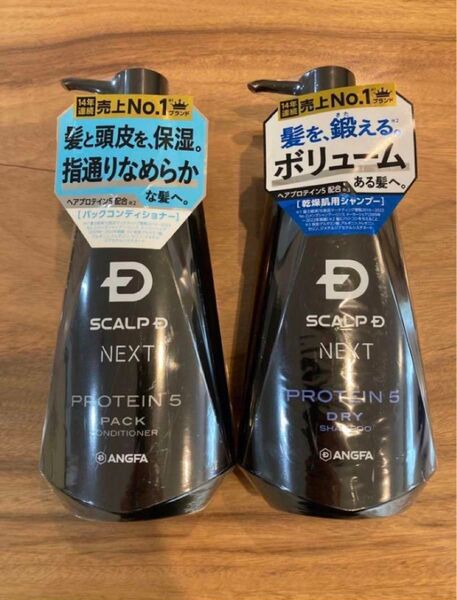 14年連続 売上No.1 ブランド
髪と頭皮を、保湿。
指通りなめらか
な髪へ。
ヘアプロテイン5 配合※2
[パックコンディショナー]
SCALP D
NEXT
PROTEIN 5
PACK
CONDITIONER
ANGFA
14年連続 売上No.1 ブランド
髪を、鍛える。※2
きた
ボリューム
ある髪へ。
ヘアプロテイン5 配合
[乾燥肌用シャンプー]
SCALP D
NEXT
PROTEIN 5
DRY
SHAMPOO
ANGFA